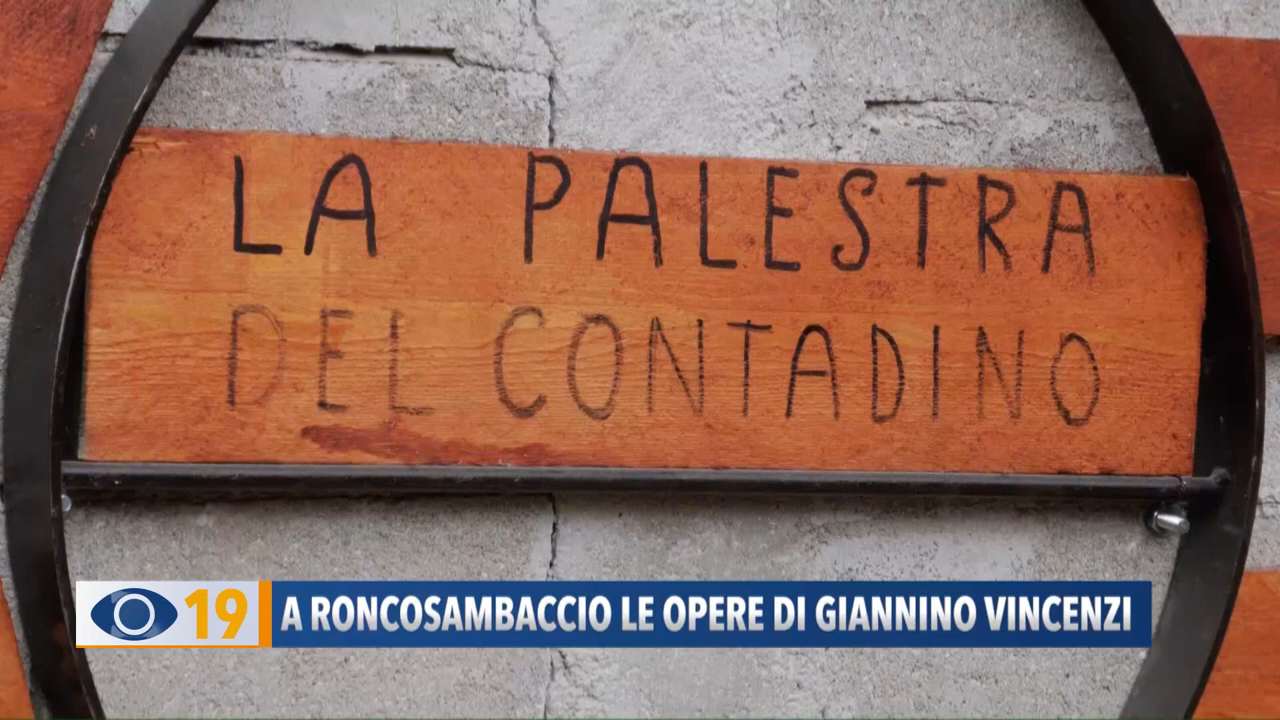 LA PALESTRA
DEL CONTADINO
19
A RONCOSAMBACCIO LE OPERE DI GIANNINO VINCENZI